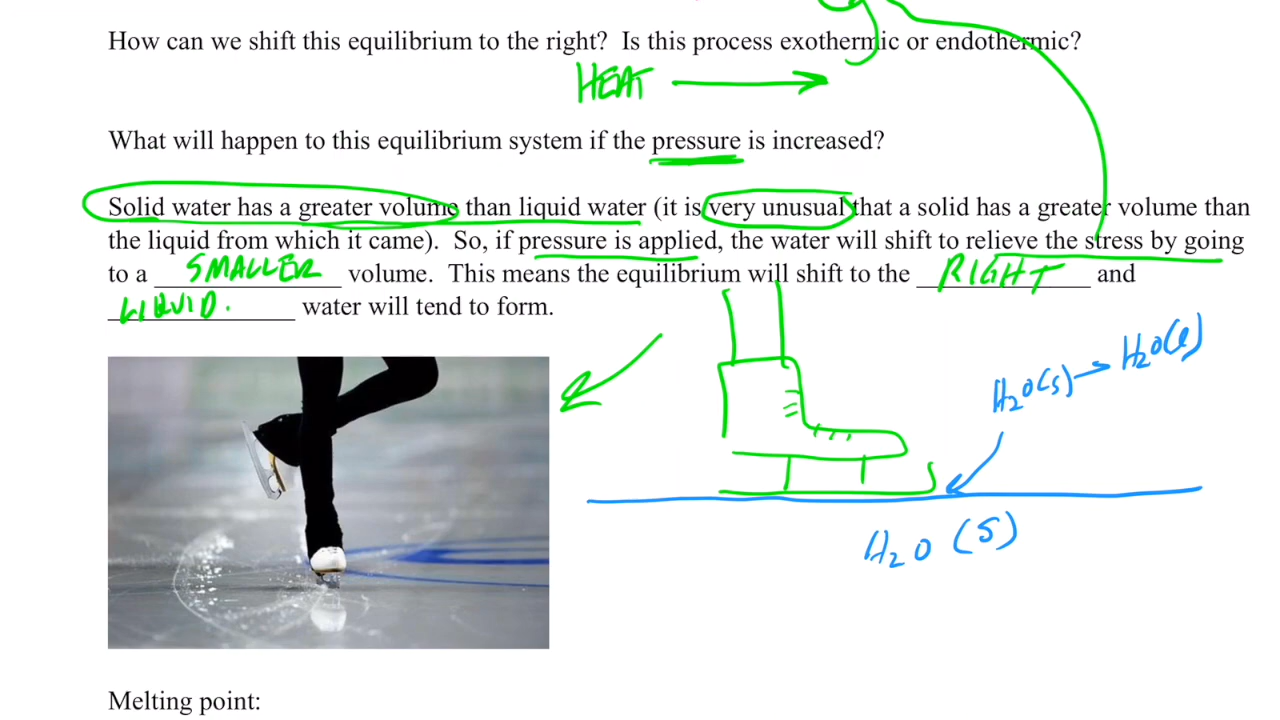 How can we shift this equilibrium to the right? Is this process exothermic or endothermic?
HEAT
What will happen to this equilibrium system if the pressure is increased?
Solid water has a greater volume than liquid water (it is very unusual that a solid has a greater volume than
the liquid from which it came). So, if pressure is applied, the water will shift to relieve the stress by going
to a SMALLER volume. This means the equilibrium will shift to the RIGHT and
LIQUID. water will tend to form.
H₂O(s) → H₂O(l)
H₂O (S)
Melting point: